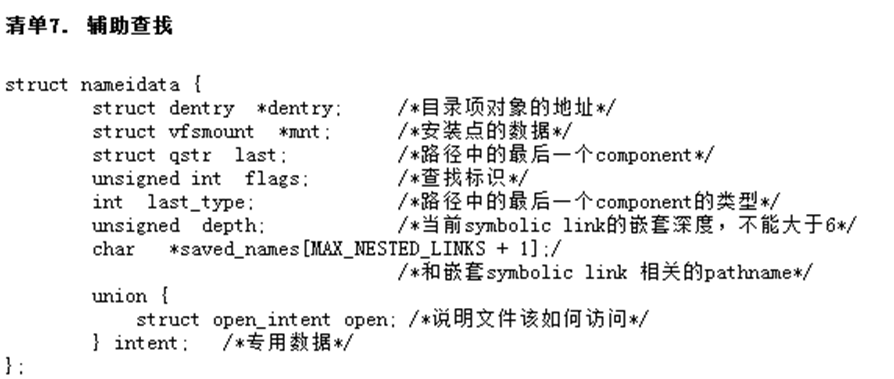 清单7. 辅助查找
struct nameidata {
struct dentry *dentry; /*目录项对象的地址*/
struct vfsmount *mnt; /*安装点的数据*/
struct qstr last; /*路径中的最后一个component*/
unsigned int flags; /*查找标识*/
int last_type; /*路径中的最后一个component的类型*/
unsigned depth; /*当前symbolic link的嵌套深度，不能大于6*/
char *saved_names[MAX_NESTED_LINKS + 1];/
/*和嵌套symbolic link 相关的pathname*/
union {
struct open_intent open; /*说明文件该如何访问*/
} intent; /*专用数据*/
};